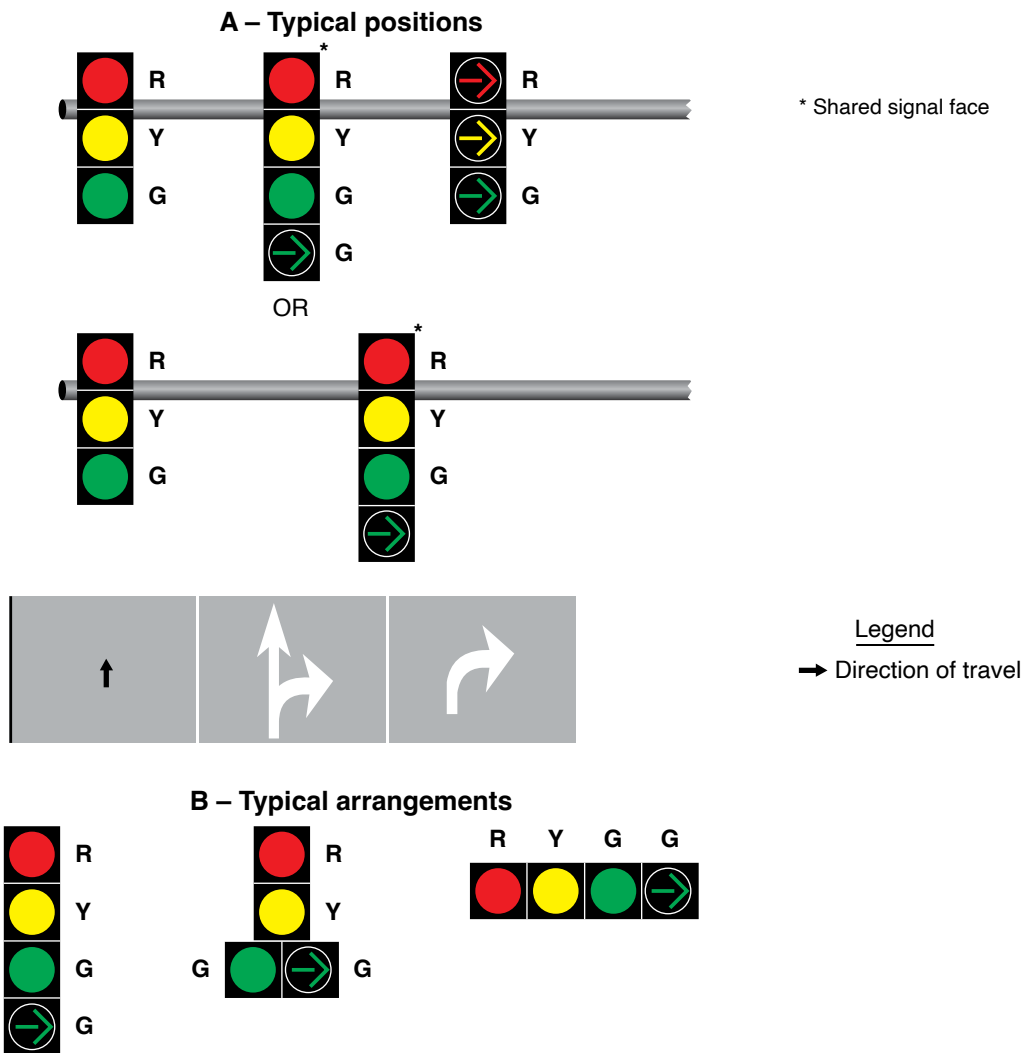 A – Typical positions
*
R R R
* Shared signal face
Y Y Y
G G G
G
OR
*
R R
Y Y
G G
Legend
Direction of travel
B – Typical arrangements
R R R Y G G
Y Y
G G G
G